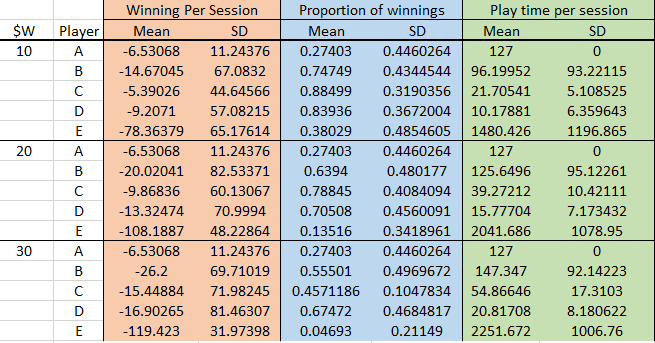 Winning Per Session Proportion of winnings Play time per session
$W Player Mean SD Mean SD Mean SD
10 A -6.53068 11.24376 0.27403 0.4460264 127 0
B -14.67045 67.0832 0.74749 0.4344544 96.19952 93.22115
C -5.39026 44.64566 0.88499 0.3190356 21.70541 5.108525
D -9.2071 57.08215 0.83936 0.3672004 10.17881 6.359643
E -78.36379 65.17614 0.38029 0.4854605 1480.426 1196.865
20 A -6.53068 11.24376 0.27403 0.4460264 127 0
B -20.02041 82.53371 0.6394 0.480177 125.6496 95.12261
C -9.86836 60.13067 0.78845 0.4084094 39.27212 10.42111
D -13.32474 70.9994 0.70508 0.4560091 15.77704 7.173432
E -108.1887 48.22864 0.13516 0.3418961 2041.686 1078.95
30 A -6.53068 11.24376 0.27403 0.4460264 127 0
B -26.2 69.71019 0.55501 0.4969672 147.347 92.14223
C -15.44884 71.98245 0.4571186 0.1047834 54.86646 17.3103
D -16.90265 81.46307 0.67472 0.4684817 20.81708 8.180622
E -119.423 31.97398 0.04693 0.21149 2251.672 1006.76